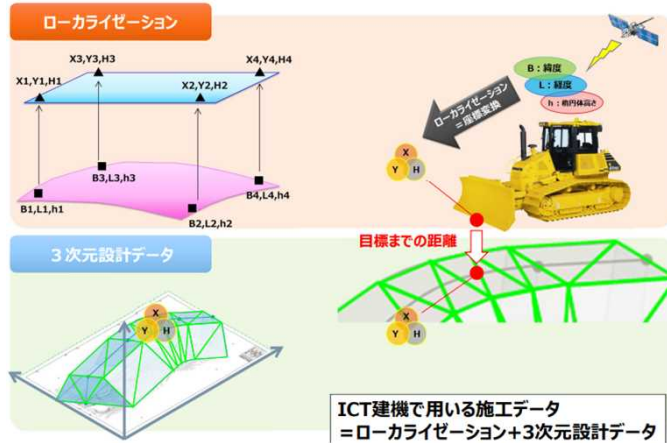 ローカライゼーション
X3,Y3,H3
X4,Y4,H4
X1,Y1,H1
X2,Y2,H2
B3,L3,h3
B4,L4,h4
B1,L1,h1
B2,L2,h2
B:緯度
L:経度
h:楕円体高さ
ローカライゼーション
=座標変換
X
Y
H
目標までの距離
3次元設計データ
X
Y
H
X
Y
H
ICT建機で用いる施工データ
=ローカライゼーション+3次元設計データ